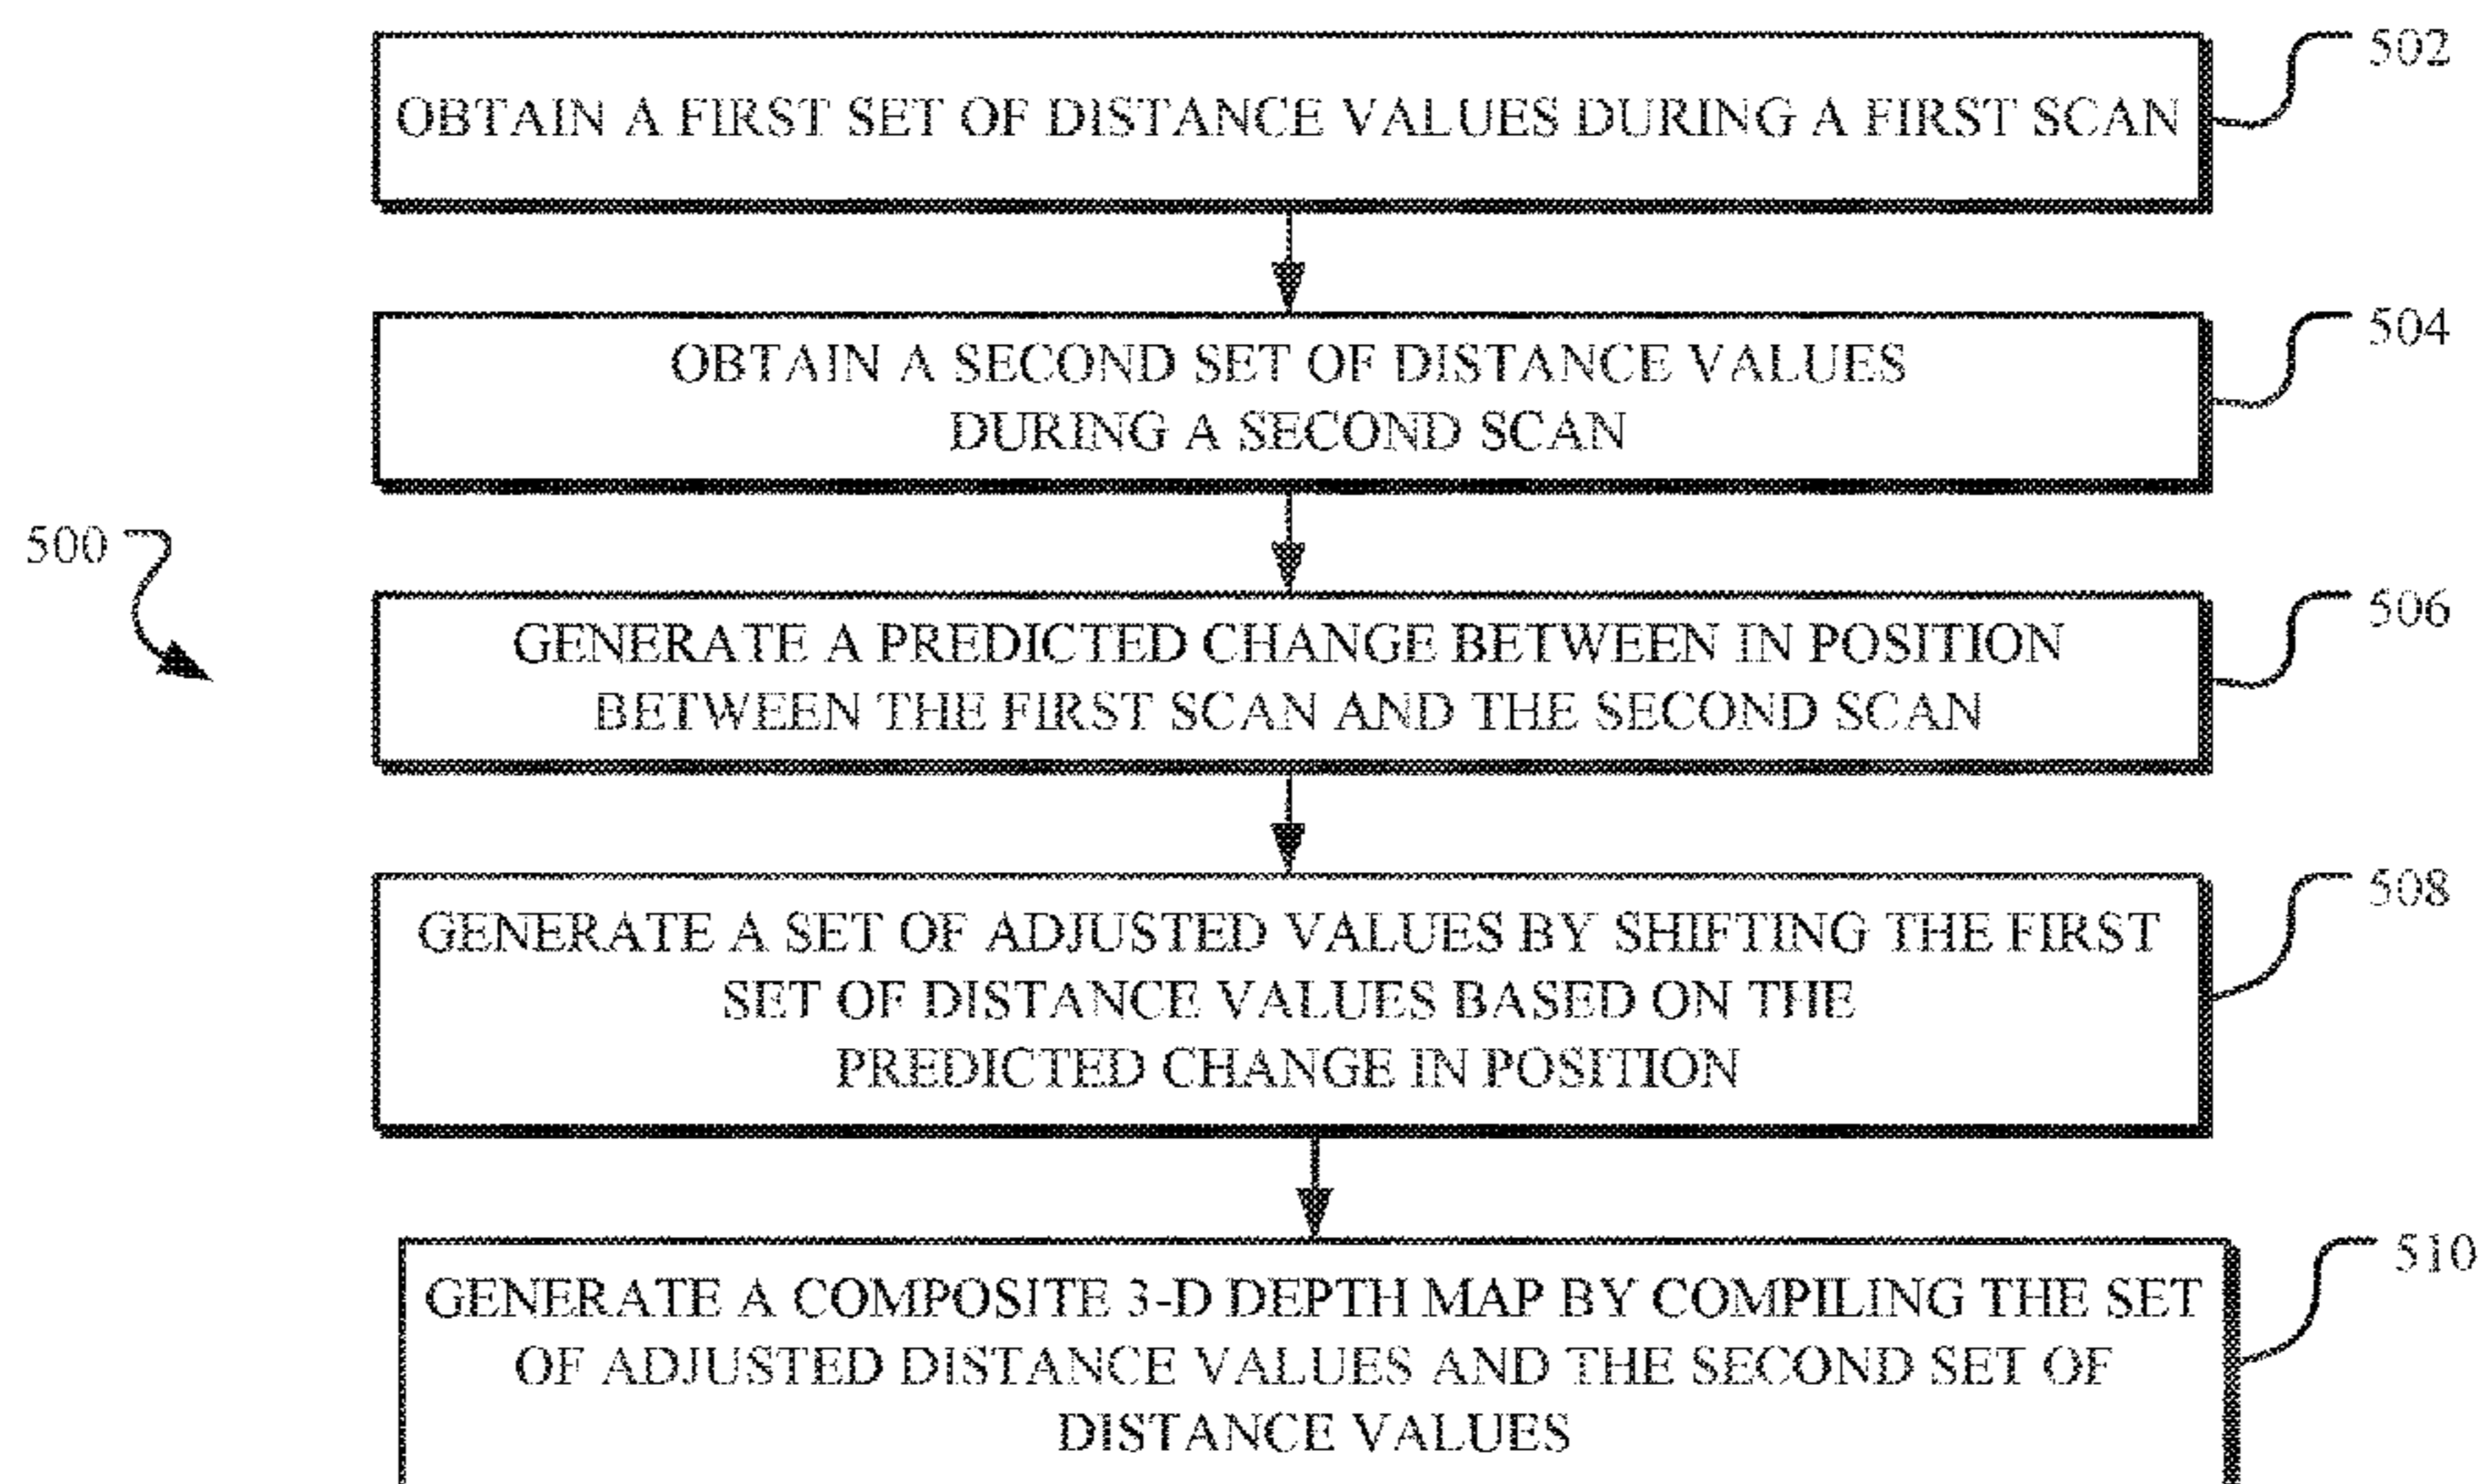 OBTAIN A FIRST SET OF DISTANCE VALUES DURING A FIRST SCAN
502
OBTAIN A SECOND SET OF DISTANCE VALUES
DURING A SECOND SCAN
504
500
GENERATE A PREDICTED CHANGE BETWEEN IN POSITION
BETWEEN THE FIRST SCAN AND THE SECOND SCAN
506
GENERATE A SET OF ADJUSTED VALUES BY SHIFTING THE FIRST
SET OF DISTANCE VALUES BASED ON THE
PREDICTED CHANGE IN POSITION
508
GENERATE A COMPOSITE 3-D DEPTH MAP BY COMPILING THE SET
OF ADJUSTED DISTANCE VALUES AND THE SECOND SET OF
DISTANCE VALUES
510